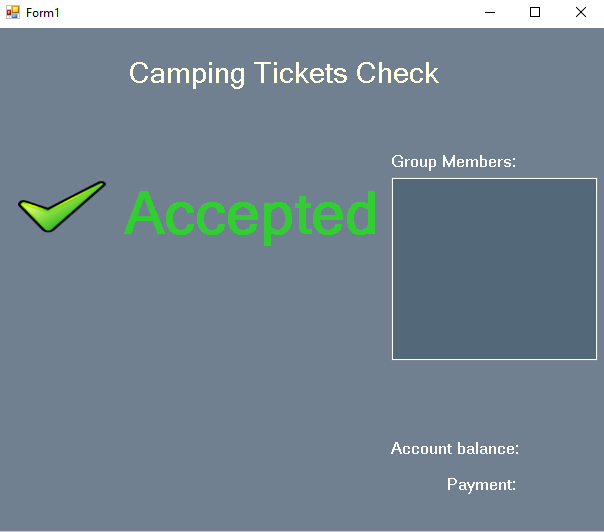 Form1
Camping Tickets Check
Group Members:
Accepted
Account balance:
Payment: